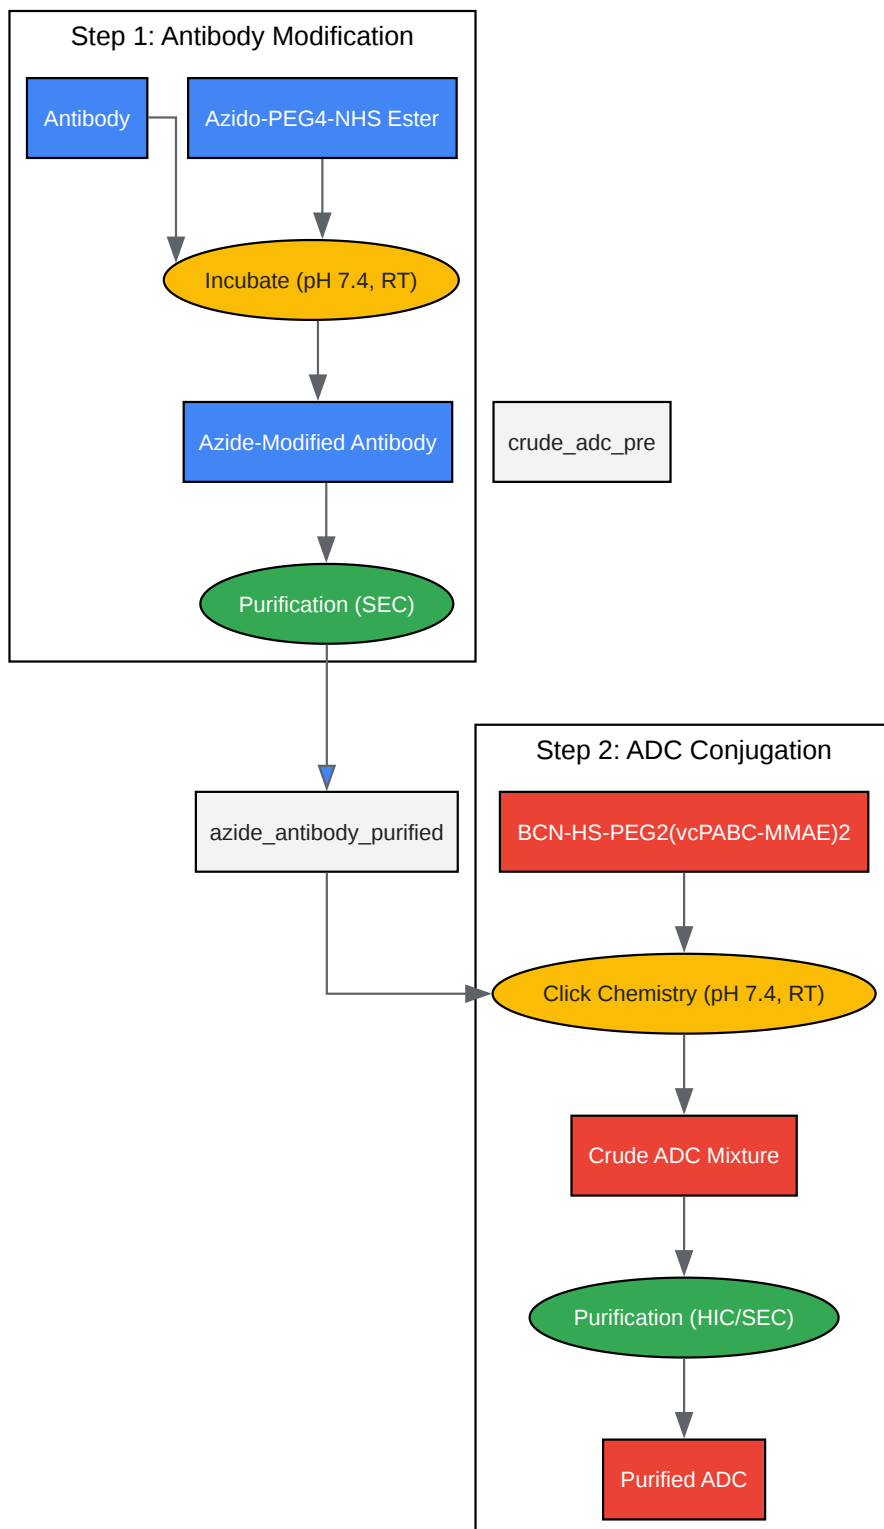 Step 1: Antibody Modification
Antibody
Azido-PEG4-NHS Ester
Incubate (pH 7.4, RT)
Azide-Modified Antibody
crude_adc_pre
Purification (SEC)
azide_antibody_purified
Step 2: ADC Conjugation
BCN-HS-PEG2(vcPABC-MMAE)2
Click Chemistry (pH 7.4, RT)
Crude ADC Mixture
Purification (HIC/SEC)
Purified ADC